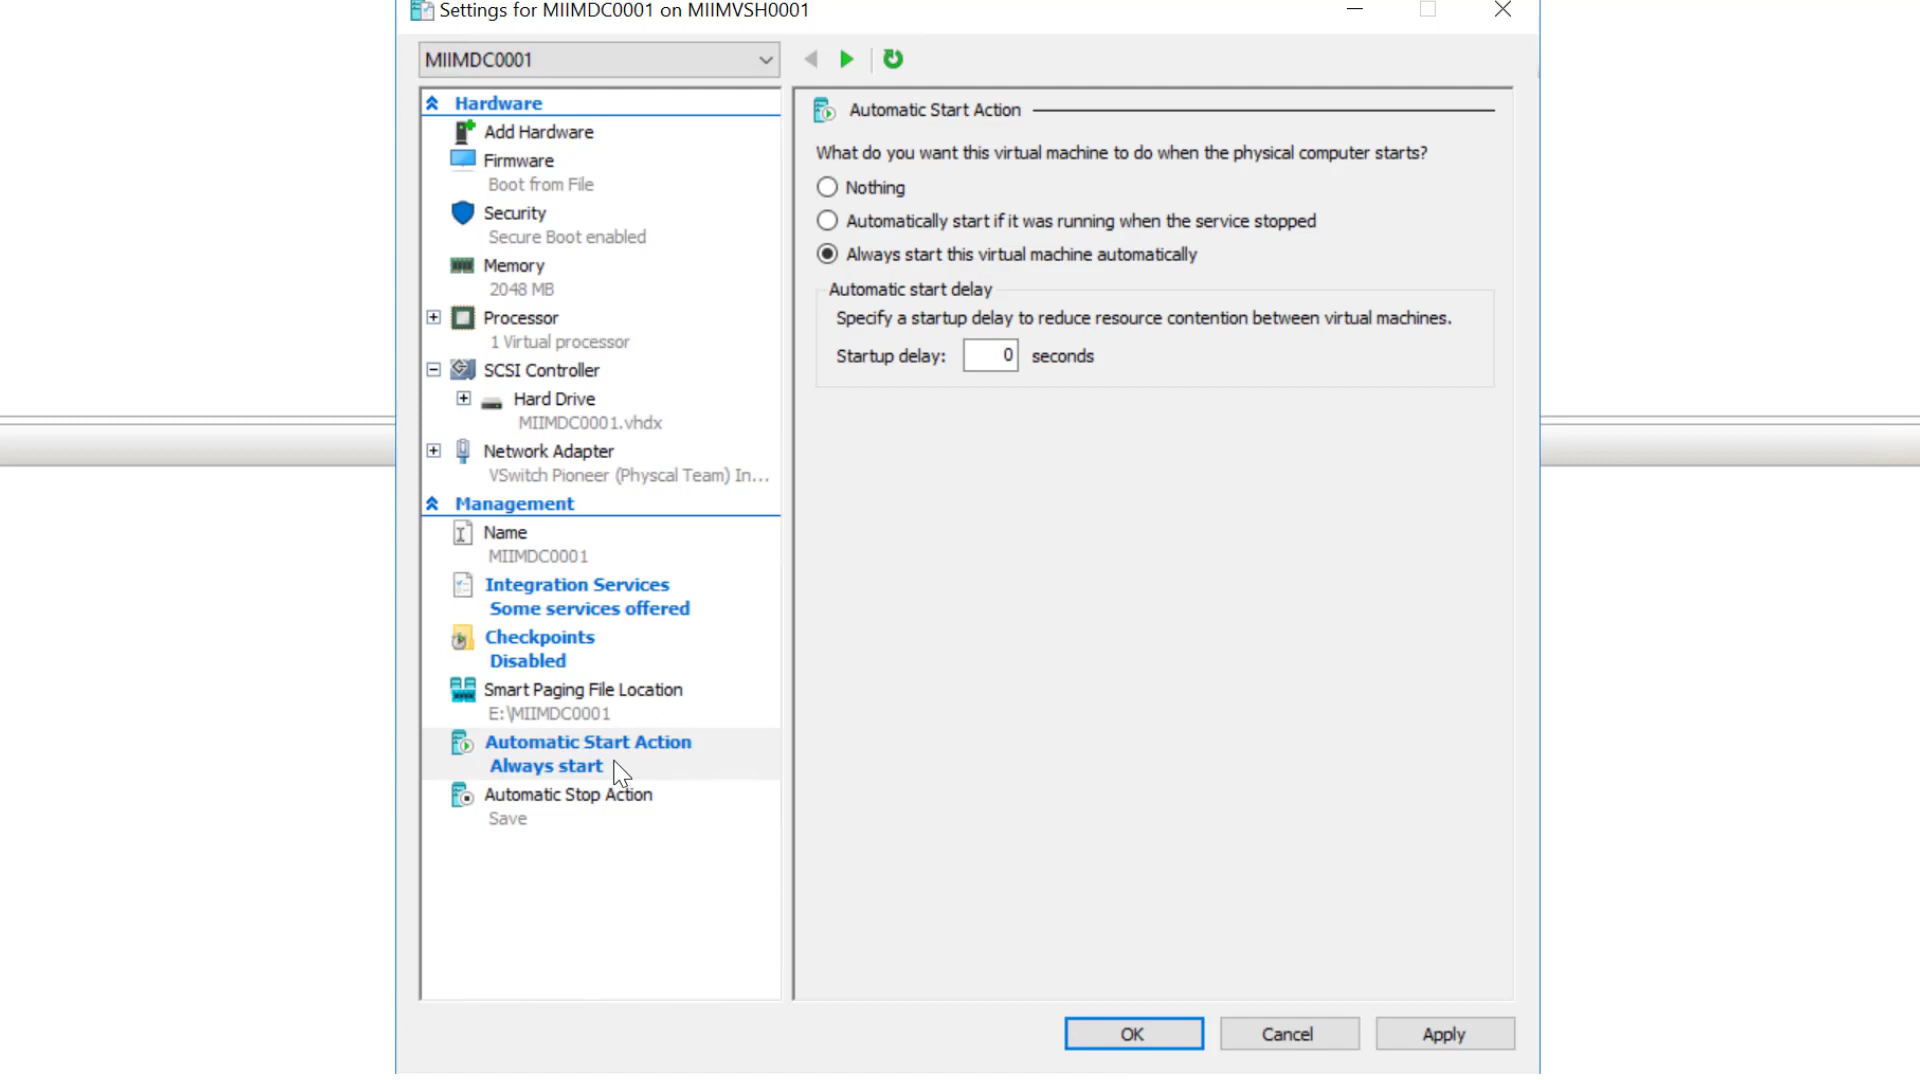 Settings for MIIMDC0001 on MIIMVSH0001
MIIMDC0001
Hardware
Add Hardware
Firmware
Boot from File
Security
Secure Boot enabled
Memory
2048 MB
Processor
1 Virtual processor
SCSI Controller
Hard Drive
MIIMDC0001.vhdx
Network Adapter
VSwitch Pioneer (Physcal Team) In...
Management
Name
MIIMDC0001
Integration Services
Some services offered
Checkpoints
Disabled
Smart Paging File Location
E:\MIIMDC0001
Automatic Start Action
Always start
Automatic Stop Action
Save
Automatic Start Action
What do you want this virtual machine to do when the physical computer starts?
Nothing
Automatically start if it was running when the service stopped
Always start this virtual machine automatically
Automatic start delay
Specify a startup delay to reduce resource contention between virtual machines.
Startup delay: 0 seconds
OK Cancel Apply